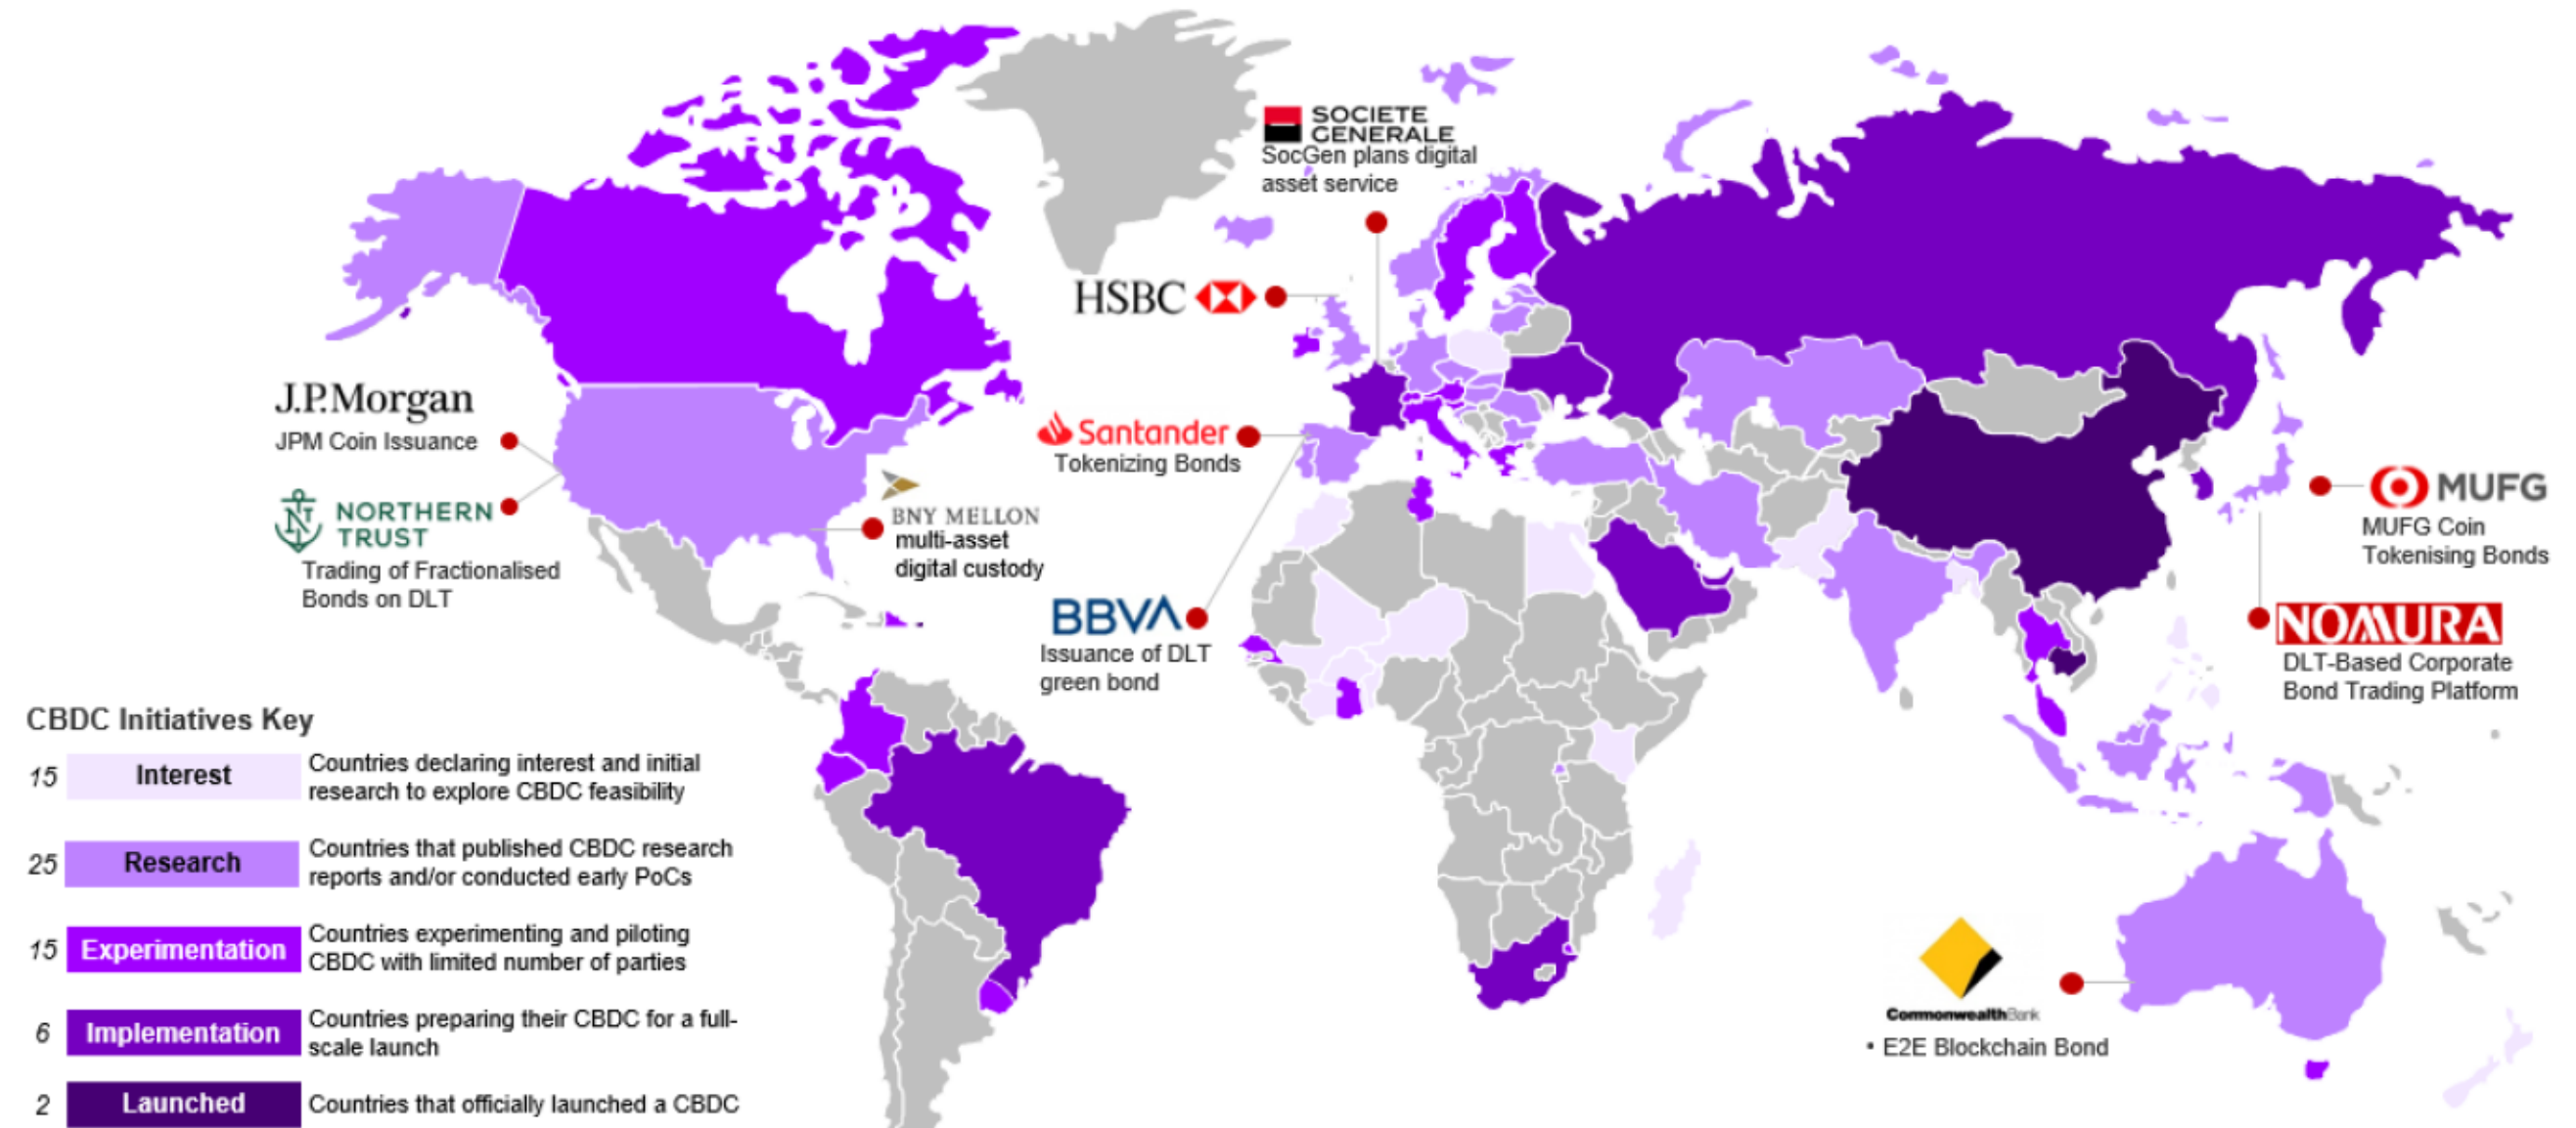 SOCIETE
GENERALE
SocGen plans digital
asset service
HSBC
J.P.Morgan
JPM Coin Issuance
Santander
Tokenizing Bonds
NORTHERN
TRUST
Trading of Fractionalised
Bonds on DLT
BNY MELLON
multi-asset
digital custody
MUFG
MUFG Coin
Tokenising Bonds
BBVA
Issuance of DLT
green bond
NOMURA
DLT-Based Corporate
Bond Trading Platform
CBDC Initiatives Key
15 Interest Countries declaring interest and initial
research to explore CBDC feasibility
25 Research Countries that published CBDC research
reports and/or conducted early PoCs
15 Experimentation Countries experimenting and piloting
CBDC with limited number of parties
6 Implementation Countries preparing their CBDC for a full-
scale launch
2 Launched Countries that officially launched a CBDC
CommonwealthBank
• E2E Blockchain Bond